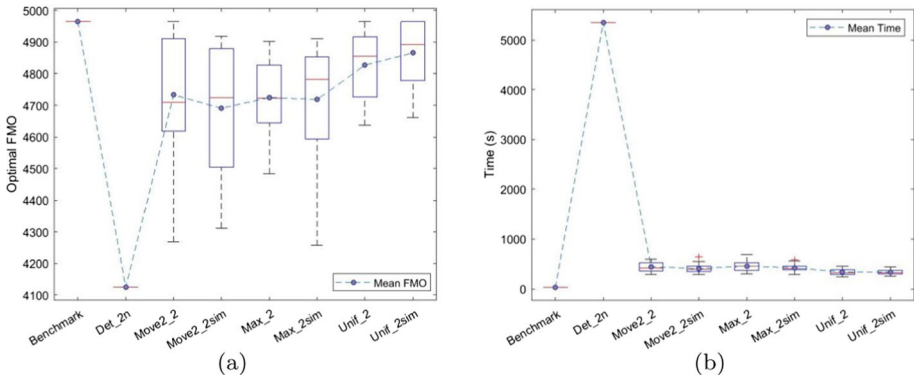 5000
4900
4800
4700
4600
4500
4400
4300
4200
4100
Optimal FMO
Mean FMO
Benchmark
Det_2n
Move2_2
Move2_2sim
Max_2
Max_2sim
Unif_2
Unif_2sim
(a)
5000
4000
3000
2000
1000
0
Time (s)
Mean Time
Benchmark
Det_2n
Move2_2
Move2_2sim
Max_2
Max_2sim
Unif_2
Unif_2sim
(b)